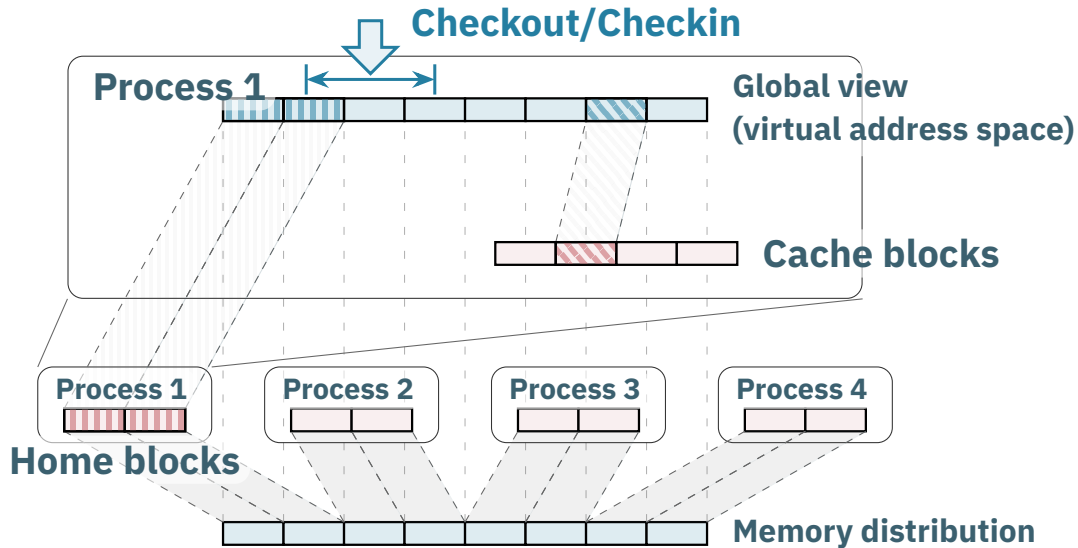 Checkout/Checkin
Process 1
Global view
(virtual address space)
Cache blocks
Process 1
Process 2
Process 3
Process 4
Home blocks
Memory distribution